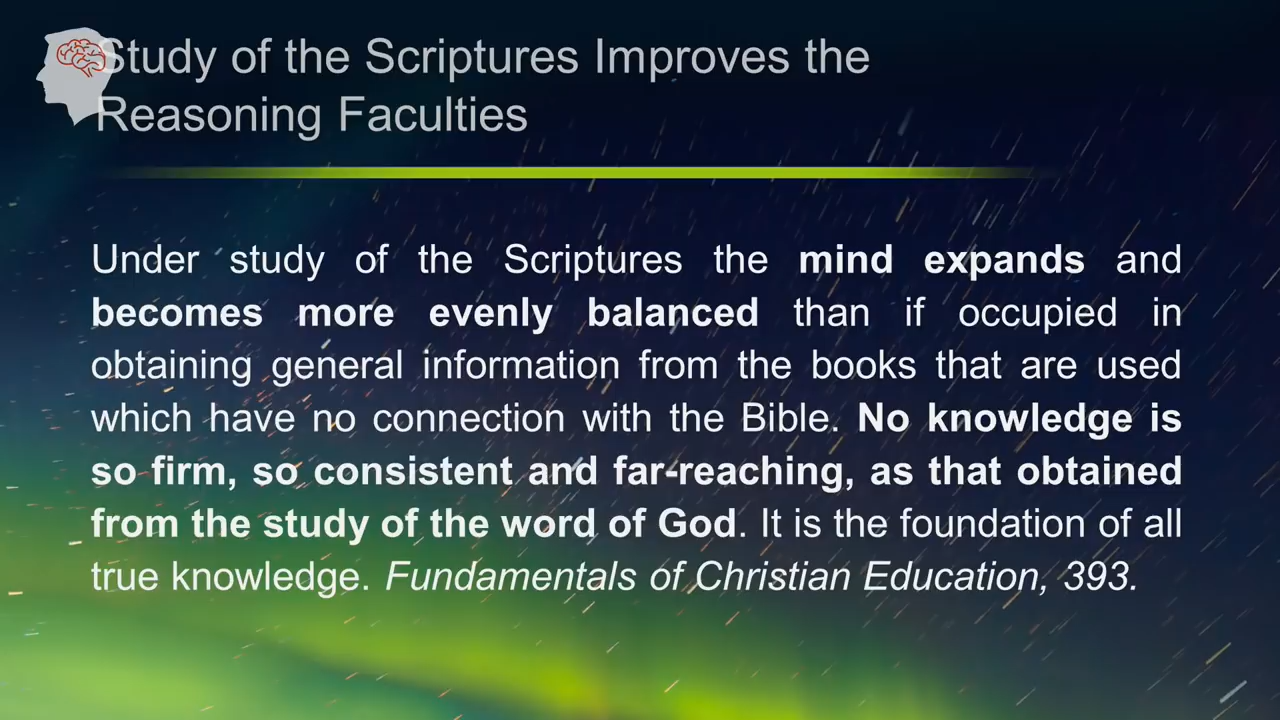 Study of the Scriptures Improves the
Reasoning Faculties
Under study of the Scriptures the mind expands and
becomes more evenly balanced than if occupied in
obtaining general information from the books that are used
which have no connection with the Bible. No knowledge is
so firm, so consistent and far-reaching, as that obtained
from the study of the word of God. It is the foundation of all
true knowledge. Fundamentals of Christian Education, 393.